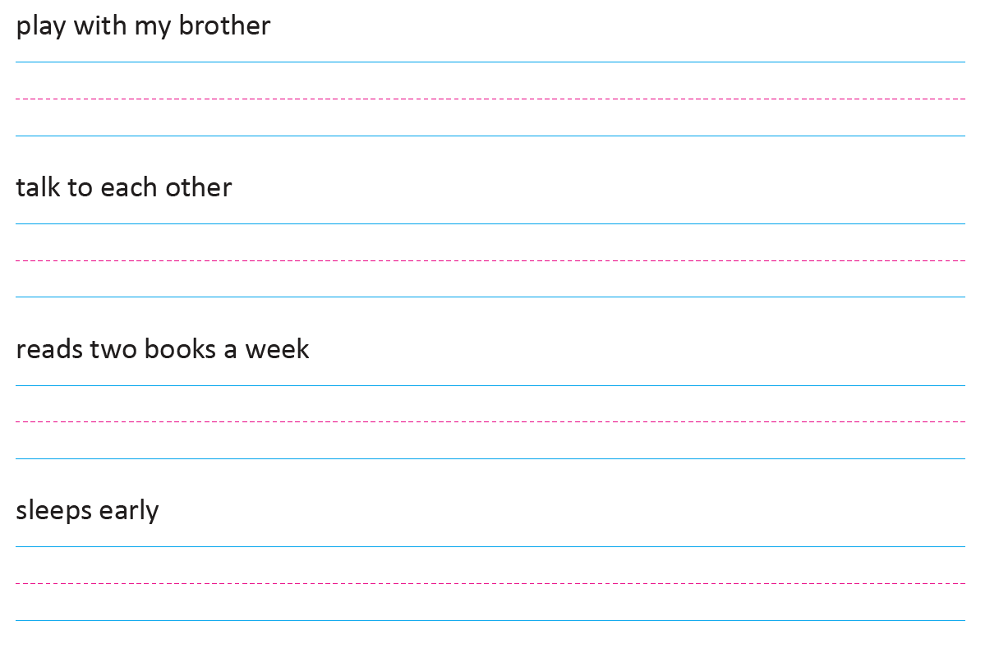 play with my brother
talk to each other
reads two books a week
sleeps early